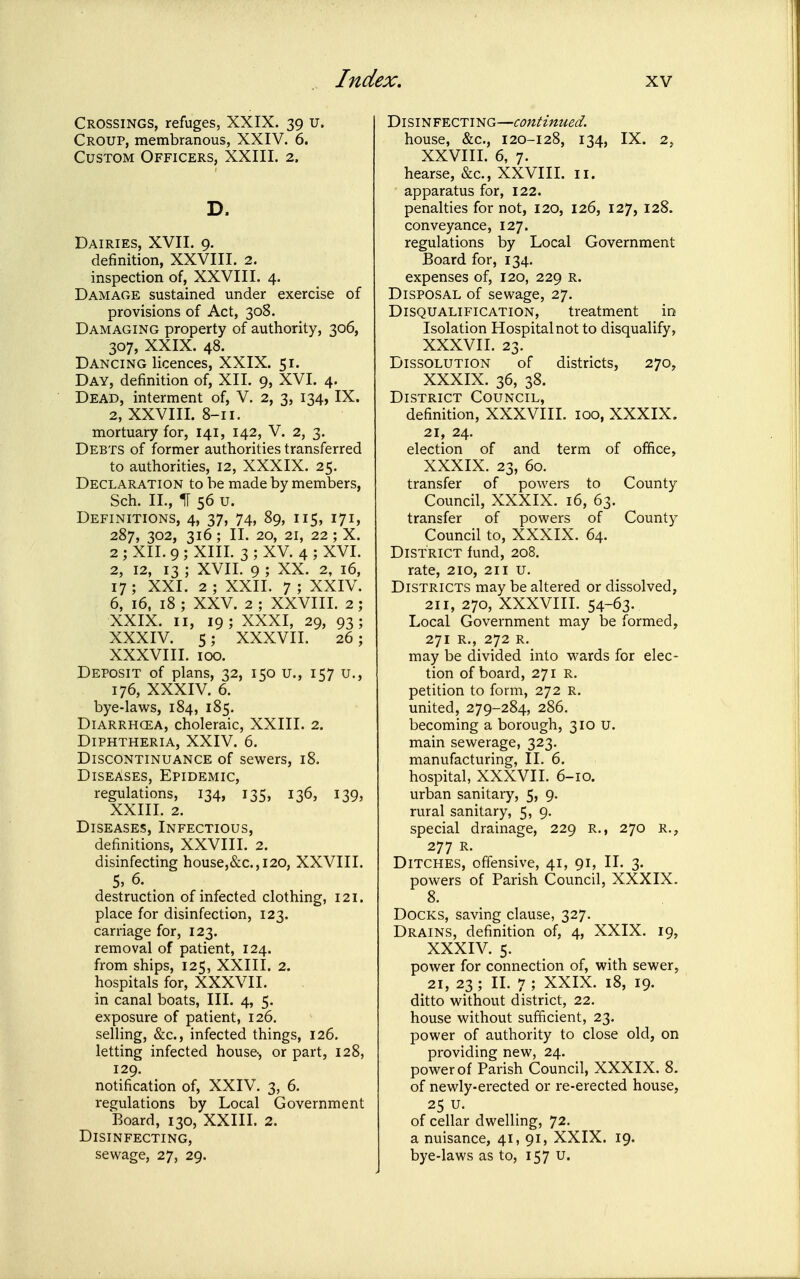 Index. xv
Crossings, refuges, XXIX. 39 u.
Croup, membranous, XXIV. 6.
Custom Officers, XXIII. 2.
D.
Dairies, XVII. 9.
definition, XXVIII. 2.
inspection of, XXVIII. 4.
Damage sustained under exercise of
provisions of Act, 308.
Damaging property of authority, 306,
307, XXIX. 48.
Dancing licences, XXIX. 51.
Day, definition of, XII. 9, XVI. 4.
Dead, interment of, V. 2, 3, 134, IX.
2, XXVIII. 8-11.
mortuary for, 141, 142, V. 2, 3.
Debts of former authorities transferred
to authorities, 12, XXXIX. 25.
Declaration to be made by members,
Sch. II., ¶ 56 u.
Definitions, 4, 37, 74, 89, 115, 171,
287, 302, 316 ; II. 20, 21, 22 ; X.
2 ; XII. 9 ; XIII. 3 ; XV. 4 ; XVI.
2, 12, 13 ; XVII. 9 ; XX. 2, 16,
17 ; XXI. 2 ; XXII. 7 ; XXIV.
6, 16, 18 ; XXV. 2 ; XXVIII. 2 ;
XXIX. 11, 19 ; XXXI, 29, 93 ;
XXXIV. 5 ; XXXVII. 26 ;
XXXVIII. 100.
Deposit of plans, 32, 150 u., 157 u.,
176, XXXIV. 6.
bye-laws, 184, 185.
Diarrhœa, choleraic, XXIII. 2.
Diphtheria, XXIV. 6.
Discontinuance of sewers, 18.
Diseases, Epidemic,
regulations, 134, 135, 136, 139,
XXIII. 2.
Diseases, Infectious,
definitions, XXVIII. 2.
disinfecting house,&c.,120, XXVIII.
5, 6.
destruction of infected clothing, 121.
place for disinfection, 123.
carriage for, 123.
removal of patient, 124.
from ships, 125, XXIII. 2.
hospitals for, XXXVII.
in canal boats, III. 4, 5.
exposure of patient, 126.
selling, &c., infected things, 126.
letting infected house, or part, 128,
129.
notification of, XXIV. 3, 6.
regulations by Local Government
Board, 130, XXIII. 2.
Disinfecting,
sewage, 27, 29.
Disinfecting—continued.
house, &c., 120-128, 134, IX. 2,
XXVIII. 6, 7.
hearse, &c., XXVIII. 11.
apparatus for, 122.
penalties for not, 120, 126, 127, 128.
conveyance, 127.
regulations by Local Government
Board for, 134.
expenses of, 120, 229 R.
Disposal of sewage, 27.
Disqualification, treatment in
Isolation Hospital not to disqualify,
XXXVII. 23.
Dissolution of districts, 270,
XXXIX. 36, 38.
District Council,
definition, XXXVIII. 100, XXXIX.
21, 24.
election of and term of office,
XXXIX. 23, 60.
transfer of powers to County
Council, XXXIX. 16, 63.
transfer of powers of County
Council to, XXXIX. 64.
District fund, 208.
rate, 210, 211 u.
Districts may be altered or dissolved,
211, 270, XXXVIII. 54-63.
Local Government may be formed,
271 R., 272 R.
may be divided into wards for elec-
tion of board, 271 R.
petition to form, 272 R.
united, 279-284, 286.
becoming a borough, 310 u.
main sewerage, 323.
manufacturing, II. 6.
hospital, XXXVII. 6-10.
urban sanitary, 5, 9.
rural sanitary, 5, 9.
special drainage, 229 R., 270 R.,
277 R.
Ditches, offensive, 41, 91, II. 3.
powers of Parish Council, XXXIX.
8.
Docks, saving clause, 327.
Drains, definition of, 4, XXIX. 19,
XXXIV. 5.
power for connection of, with sewer,
21, 23 ; II. 7 ; XXIX. 18, 19.
ditto without district, 22.
house without sufficient, 23.
power of authority to close old, on
providing new, 24.
power of Parish Council, XXXIX. 8.
of newly-erected or re-erected house,
25 u.
of cellar dwelling, 72.
a nuisance, 41, 91, XXIX. 19.
bye-laws as to, 157 u.